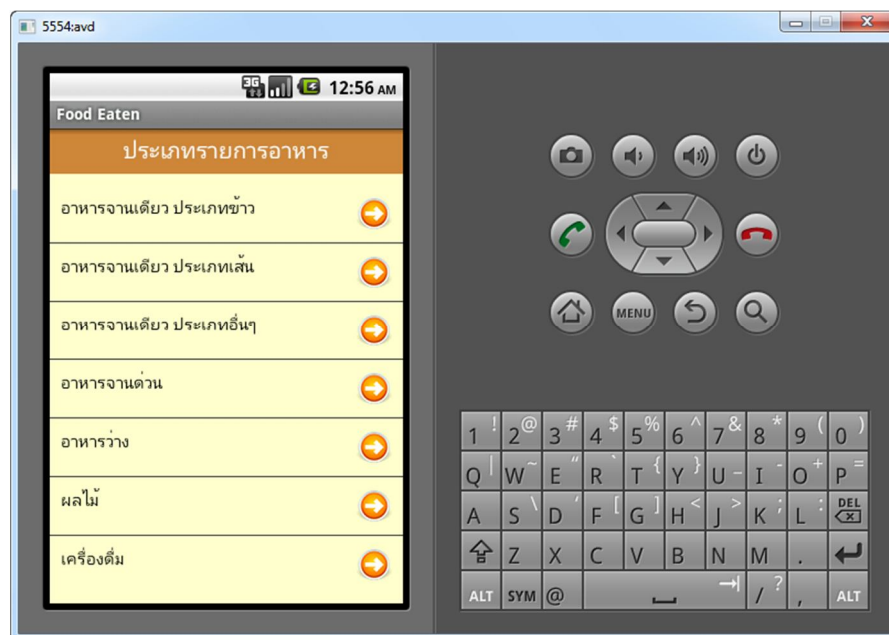 5554:avd
3G 12:56 AM
Food Eaten
ประเภทรายการอาหาร
อาหารจานเดียว ประเภทข้าว
อาหารจานเดียว ประเภทเส้น
อาหารจานเดียว ประเภทอื่นๆ
อาหารจานด่วน
อาหารว่าง
ผลไม้
เครื่องดื่ม
MENU
1 ! 2 @ 3 # 4 $ 5 % 6 ^ 7 & 8 * 9 ( 0 )
Q | W ~ E " R ` T { Y } U _ I - O + P =
A S \ D ' F [ G ] H < J > K ; L : DEL
Z X C V B N M .
ALT SYM @ / ? , ALT